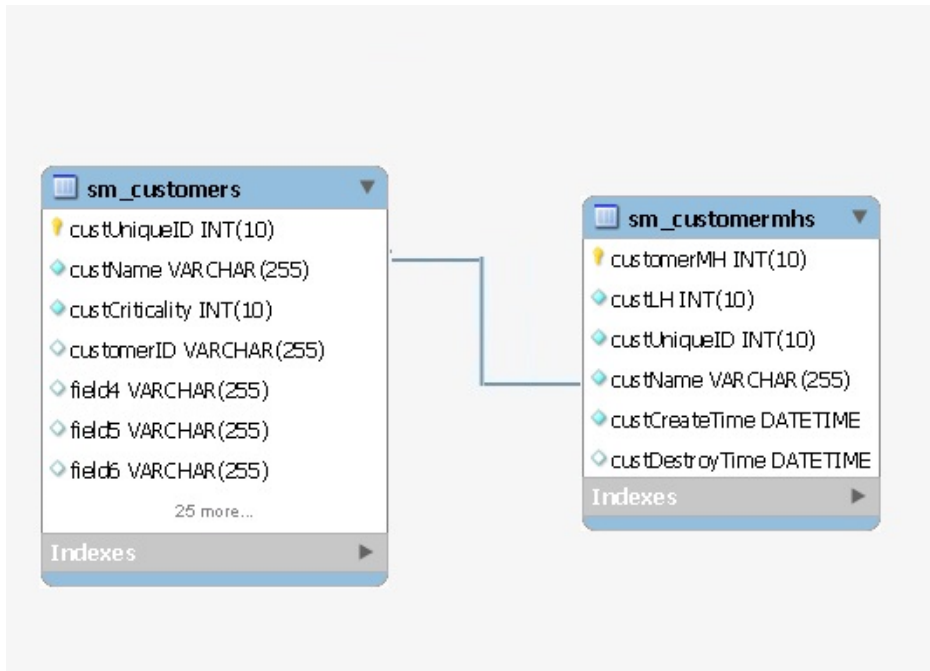 sm_customers
custUniqueID INT(10)
custName VARCHAR(255)
custCriticality INT(10)
customerID VARCHAR(255)
field4 VARCHAR(255)
field5 VARCHAR(255)
field6 VARCHAR(255)
25 more...
Indexes
sm_customermhs
customerMH INT(10)
custLH INT(10)
custUniqueID INT(10)
custName VARCHAR(255)
custCreateTime DATETIME
custDestroyTime DATETIME
Indexes